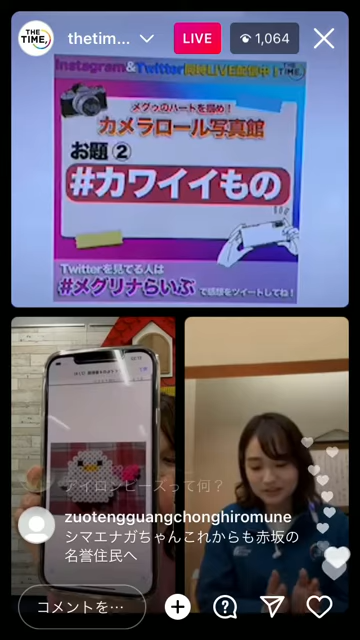 THE
TIME,
thetim...
LIVE
1,064
Instagram&Twitter同時LIVE配信中!
THE
TIME,
メグゥのハートを掴め!
カメラロール写真館
お題②
#カワイイもの
Twitterを見てる人は
#メグリナらいぶ で感想をツイートしてね!
アイロンビーズって何?
zuotengguangchonghiromune
シマエナガちゃんこれからも赤坂の
名誉住民へ
コメントを…